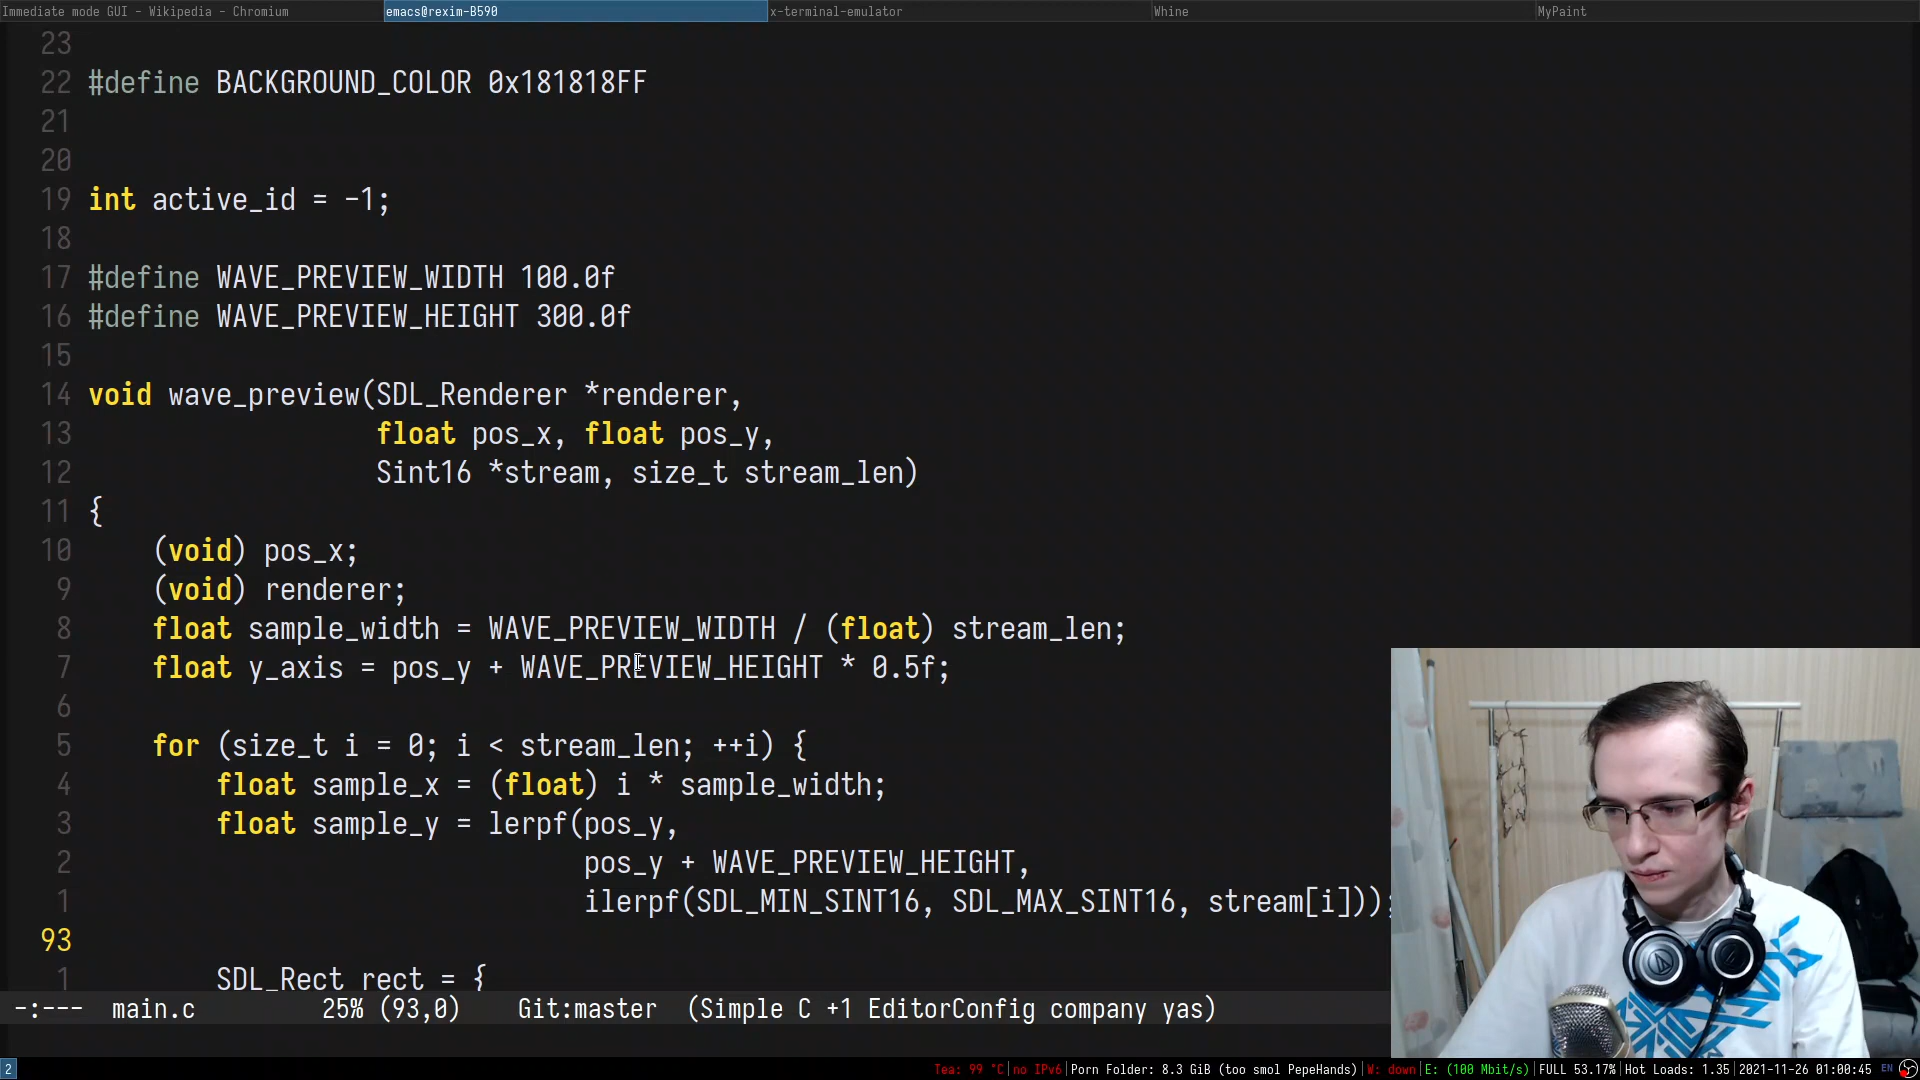 Immediate mode GUI - Wikipedia - Chromium emacs@rexim-B590 x-terminal-emulator Whine MyPaint
23
22 #define BACKGROUND_COLOR 0x181818FF
21
20
19 int active_id = -1;
18
17 #define WAVE_PREVIEW_WIDTH 100.0f
16 #define WAVE_PREVIEW_HEIGHT 300.0f
15
14 void wave_preview(SDL_Renderer *renderer,
13 float pos_x, float pos_y,
12 Sint16 *stream, size_t stream_len)
11 {
10 (void) pos_x;
9 (void) renderer;
8 float sample_width = WAVE_PREVIEW_WIDTH / (float) stream_len;
7 float y_axis = pos_y + WAVE_PREVIEW_HEIGHT * 0.5f;
6
5 for (size_t i = 0; i < stream_len; ++i) {
4 float sample_x = (float) i * sample_width;
3 float sample_y = lerpf(pos_y,
2 pos_y + WAVE_PREVIEW_HEIGHT,
1 ilerpf(SDL_MIN_SINT16, SDL_MAX_SINT16, stream[i]));
93
1 SDL_Rect rect = {
-:--- main.c 25% (93,0) Git:master (Simple C +1 EditorConfig company yas)
2 Tea: 99 °C|no IPv6|Porn Folder: 8.3 GiB (too smol PepeHands)|W: down|E: (100 Mbit/s)|FULL 53.17%|Hot Loads: 1.35|2021-11-26 01:00:45 EN